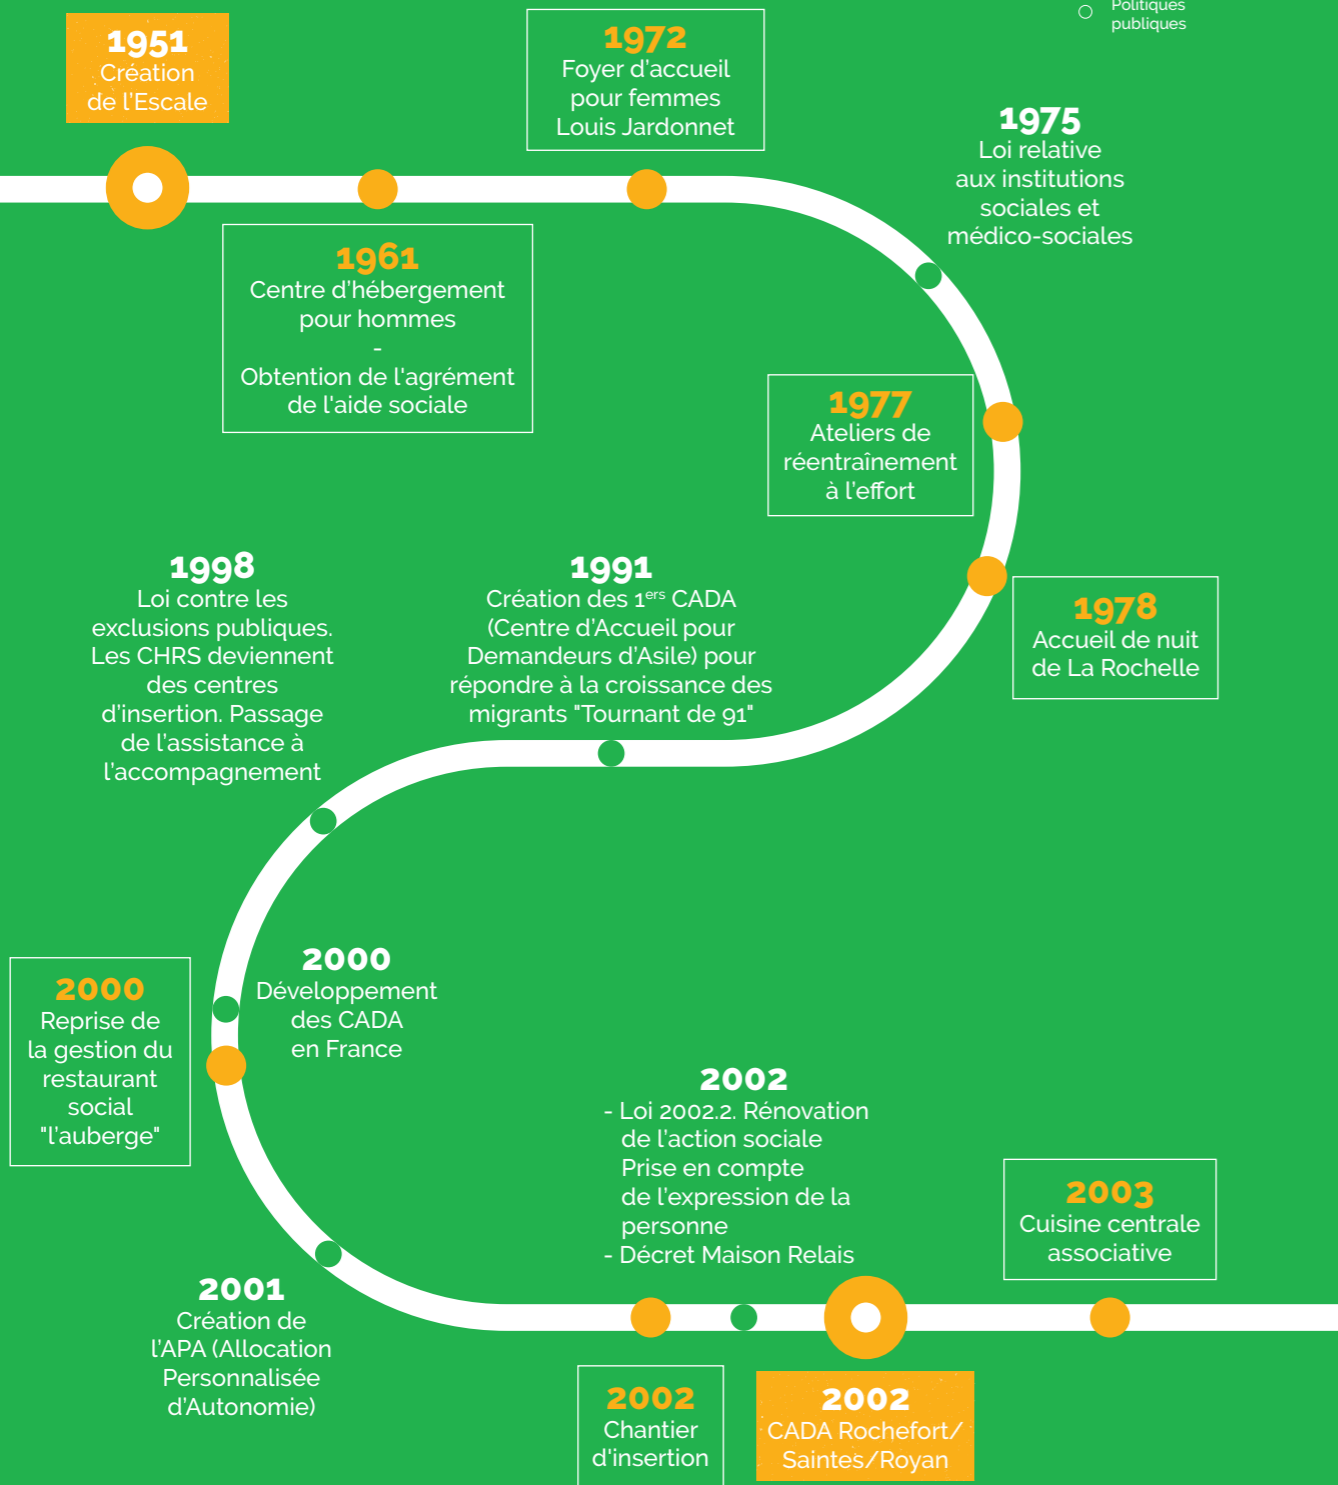 Politiques
publiques
1951
Création
de l'Escale
1972
Foyer d'accueil
pour femmes
Louis Jardonnet
1975
Loi relative
aux institutions
sociales et
médico-sociales
1961
Centre d'hébergement
pour hommes
-
Obtention de l'agrément
de l'aide sociale
1977
Ateliers de
réentraînement
à l'effort
1978
Accueil de nuit
de La Rochelle
1991
Création des 1ers CADA
(Centre d'Accueil pour
Demandeurs d'Asile) pour
répondre à la croissance des
migrants "Tournant de 91"
1998
Loi contre les
exclusions publiques.
Les CHRS deviennent
des centres
d'insertion. Passage
de l'assistance à
l'accompagnement
2000
Développement
des CADA
en France
2000
Reprise de
la gestion du
restaurant
social
"l'auberge"
2001
Création de
l'APA (Allocation
Personnalisée
d'Autonomie)
2002
Chantier
d'insertion
2002
- Loi 2002.2. Rénovation
de l'action sociale
Prise en compte
de l'expression de la
personne
- Décret Maison Relais
2002
CADA Rochefort/
Saintes/Royan
2003
Cuisine centrale
associative